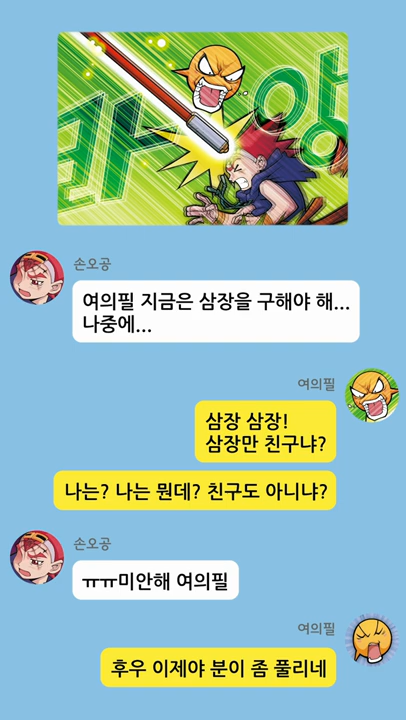 콰앙
손오공
여의필 지금은 삼장을 구해야 해...
나중에...
여의필
삼장 삼장!
삼장만 친구냐?
나는? 나는 뭔데? 친구도 아니냐?
손오공
ㅠㅠ미안해 여의필
여의필
후우 이제야 분이 좀 풀리네